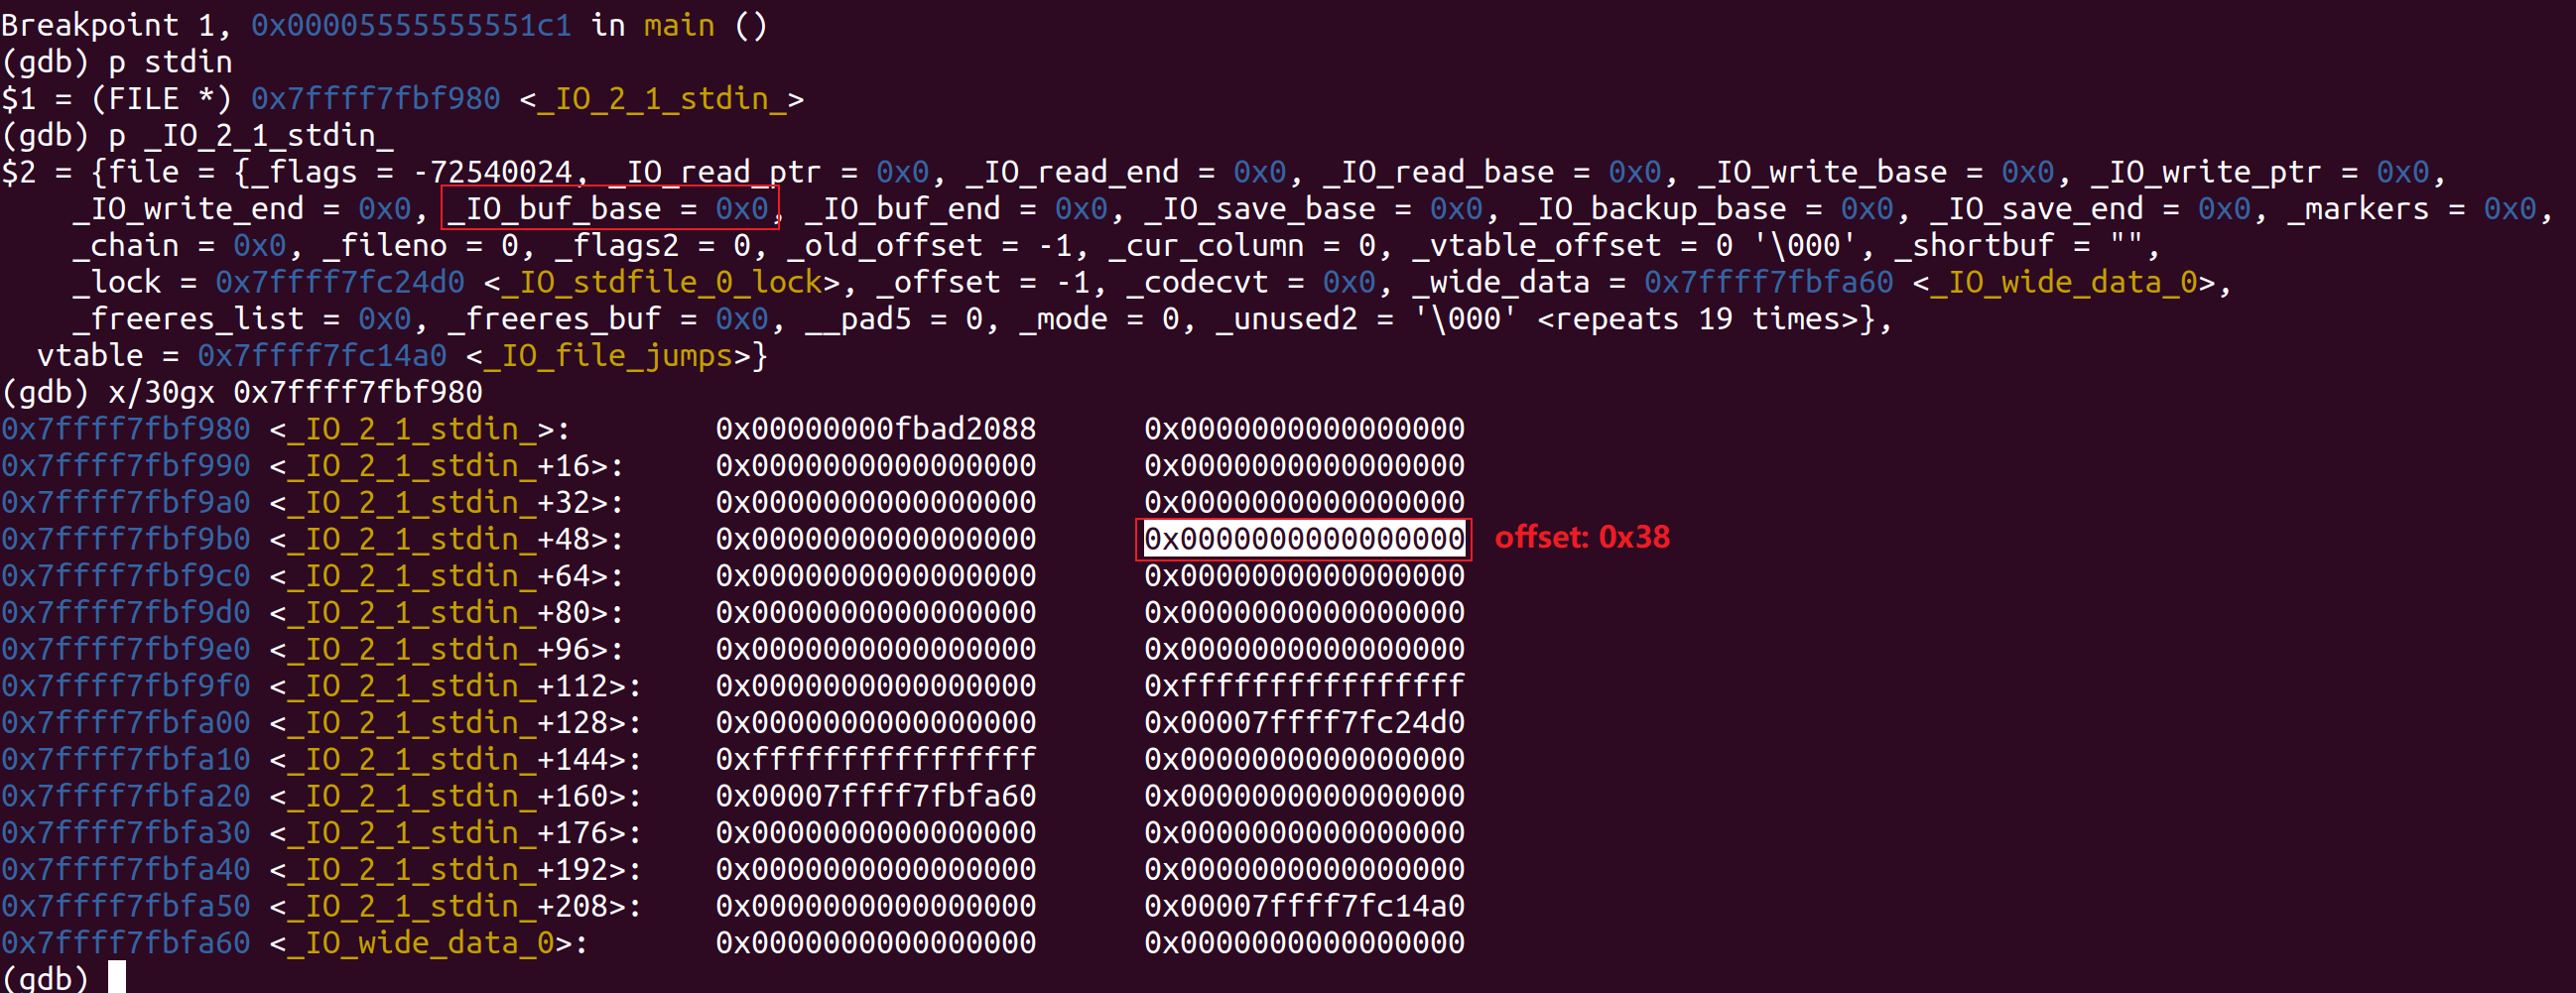 Breakpoint 1, 0x00005555555551c1 in main ()
(gdb) p stdin
$1 = (FILE *) 0x7ffff7fbf980 <_IO_2_1_stdin_>
(gdb) p _IO_2_1_stdin_
$2 = {file = {_flags = -72540024, _IO_read_ptr = 0x0, _IO_read_end = 0x0, _IO_read_base = 0x0, _IO_write_base = 0x0, _IO_write_ptr = 0x0,
    _IO_write_end = 0x0, _IO_buf_base = 0x0, _IO_buf_end = 0x0, _IO_save_base = 0x0, _IO_backup_base = 0x0, _IO_save_end = 0x0, _markers = 0x0,
    _chain = 0x0, _fileno = 0, _flags2 = 0, _old_offset = -1, _cur_column = 0, _vtable_offset = 0 '\000', _shortbuf = "",
    _lock = 0x7ffff7fc24d0 <_IO_stdfile_0_lock>, _offset = -1, _codecvt = 0x0, _wide_data = 0x7ffff7fbfa60 <_IO_wide_data_0>,
    _freeres_list = 0x0, _freeres_buf = 0x0, __pad5 = 0, _mode = 0, _unused2 = '\000' <repeats 19 times>},
  vtable = 0x7ffff7fc14a0 <_IO_file_jumps>}
(gdb) x/30gx 0x7ffff7fbf980
0x7ffff7fbf980 <_IO_2_1_stdin_>:	0x00000000fbad2088	0x0000000000000000
0x7ffff7fbf990 <_IO_2_1_stdin_+16>:	0x0000000000000000	0x0000000000000000
0x7ffff7fbf9a0 <_IO_2_1_stdin_+32>:	0x0000000000000000	0x0000000000000000
0x7ffff7fbf9b0 <_IO_2_1_stdin_+48>:	0x0000000000000000	0x0000000000000000 offset: 0x38
0x7ffff7fbf9c0 <_IO_2_1_stdin_+64>:	0x0000000000000000	0x0000000000000000
0x7ffff7fbf9d0 <_IO_2_1_stdin_+80>:	0x0000000000000000	0x0000000000000000
0x7ffff7fbf9e0 <_IO_2_1_stdin_+96>:	0x0000000000000000	0x0000000000000000
0x7ffff7fbf9f0 <_IO_2_1_stdin_+112>:	0x0000000000000000	0xffffffffffffffff
0x7ffff7fbfa00 <_IO_2_1_stdin_+128>:	0x0000000000000000	0x00007ffff7fc24d0
0x7ffff7fbfa10 <_IO_2_1_stdin_+144>:	0xffffffffffffffff	0x0000000000000000
0x7ffff7fbfa20 <_IO_2_1_stdin_+160>:	0x00007ffff7fbfa60	0x0000000000000000
0x7ffff7fbfa30 <_IO_2_1_stdin_+176>:	0x0000000000000000	0x0000000000000000
0x7ffff7fbfa40 <_IO_2_1_stdin_+192>:	0x0000000000000000	0x0000000000000000
0x7ffff7fbfa50 <_IO_2_1_stdin_+208>:	0x0000000000000000	0x00007ffff7fc14a0
0x7ffff7fbfa60 <_IO_wide_data_0>:	0x0000000000000000	0x0000000000000000
(gdb)